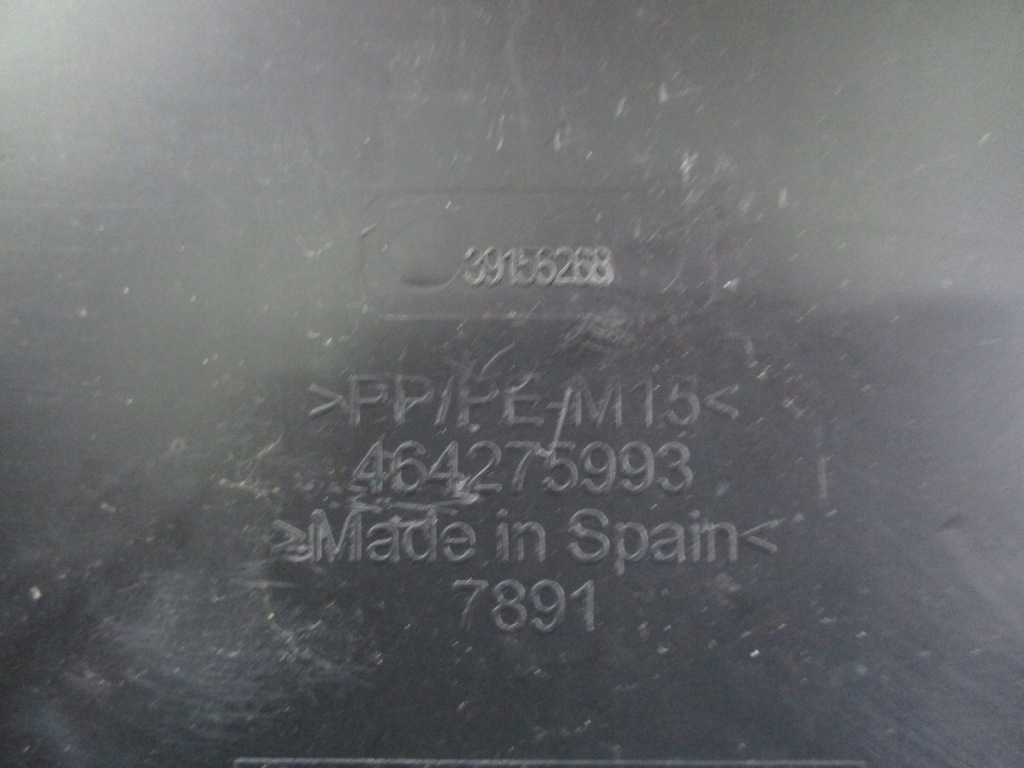 39156268
>PP/PE-M15<
464275993
>Made in Spain<
7891